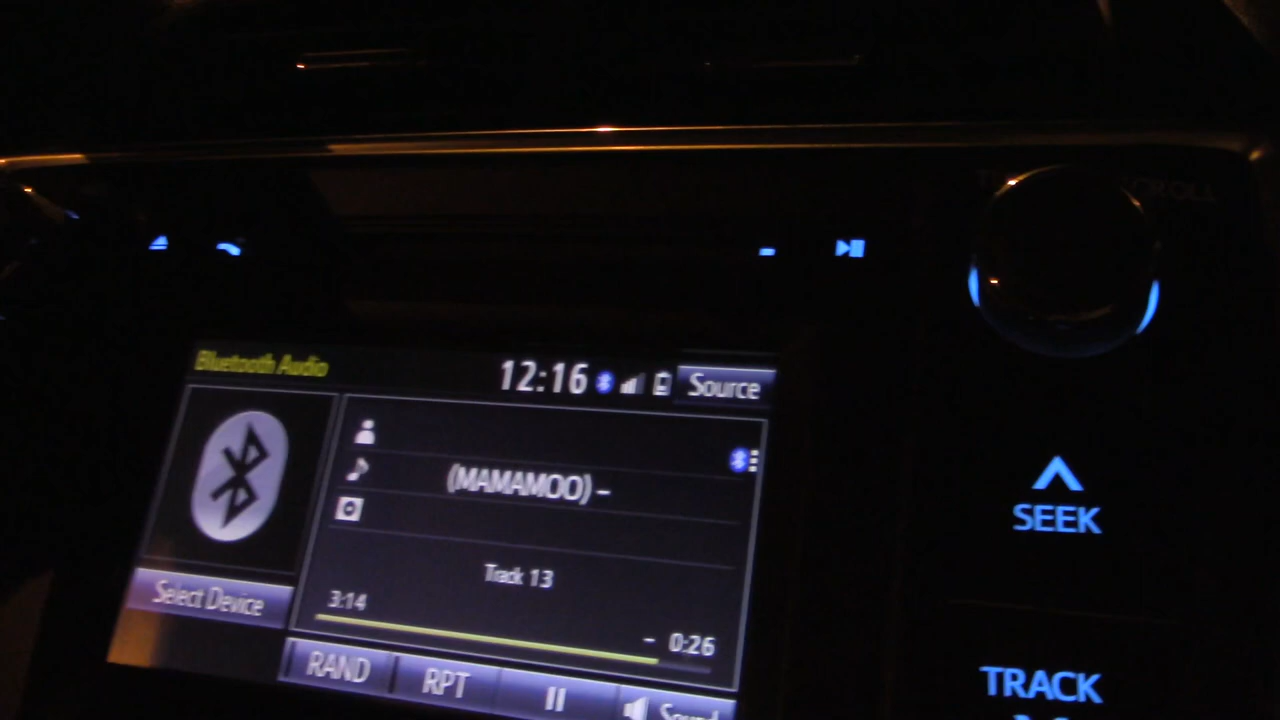 SCROLL
Bluetooth Audio
12:16
Source
(MAMAMOO) –
Track 13
3:14
– 0:26
Select Device
RAND
RPT
Sound
SEEK
TRACK